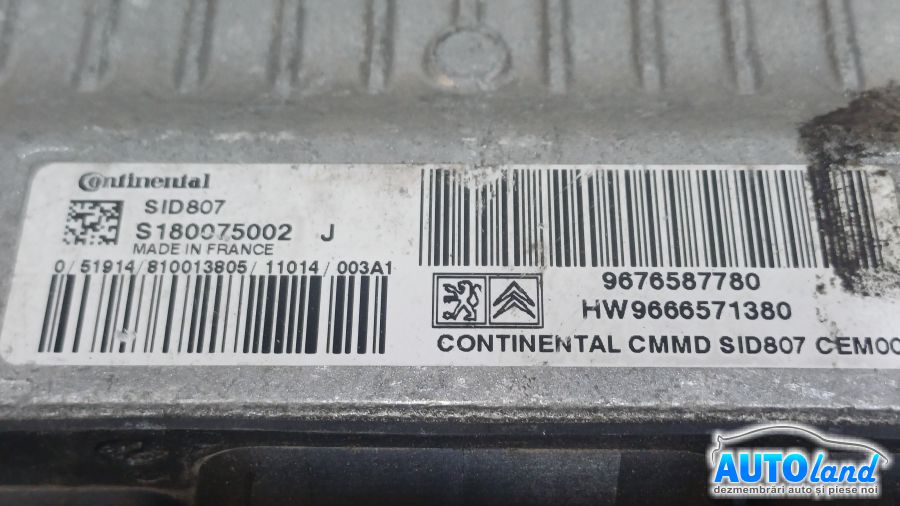 Continental
SID807
S180075002 J
MADE IN FRANCE
0/51914/810013805/11014/003A1
9676587780
HW9666571380
CONTINENTAL CMMD SID807 CEM00
AUTOland
dezmembrări auto și piese noi